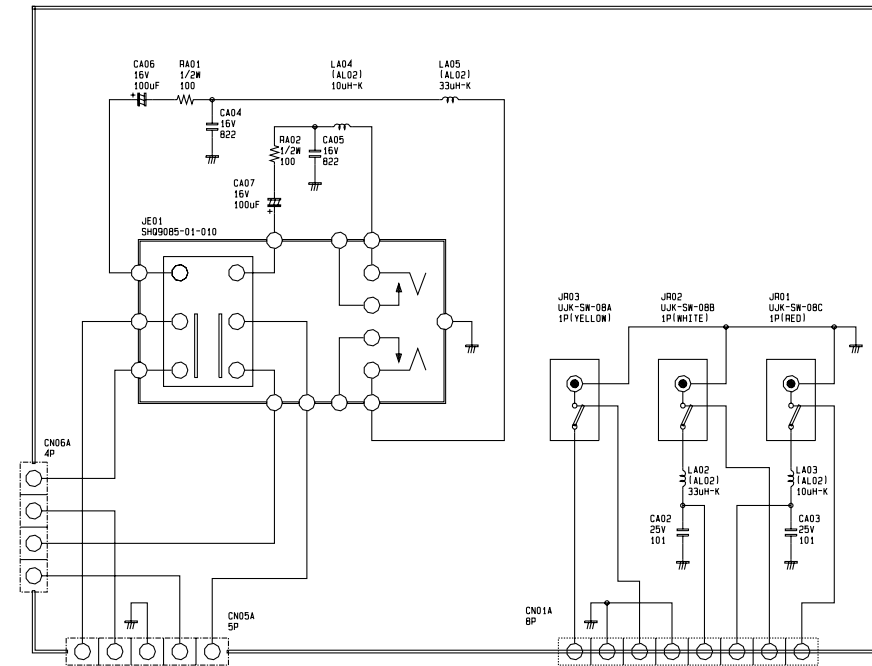 CA06
16V
100uF
RA01
1/2W
100
LA04
(AL02)
10uH-K
LA05
(AL02)
33uH-K
CA04
16V
822
RA02
1/2W
100
CA05
16V
822
CA07
16V
100uF
JE01
SHQ9085-01-010
JR03
UJK-SW-08A
1P(YELLOW)
JR02
UJK-SW-08B
1P(WHITE)
JR01
UJK-SW-08C
1P(RED)
CN06A
4P
LA02
(AL02)
33uH-K
LA03
(AL02)
10uH-K
CA02
25V
101
CA03
25V
101
CN05A
5P
CN01A
8P